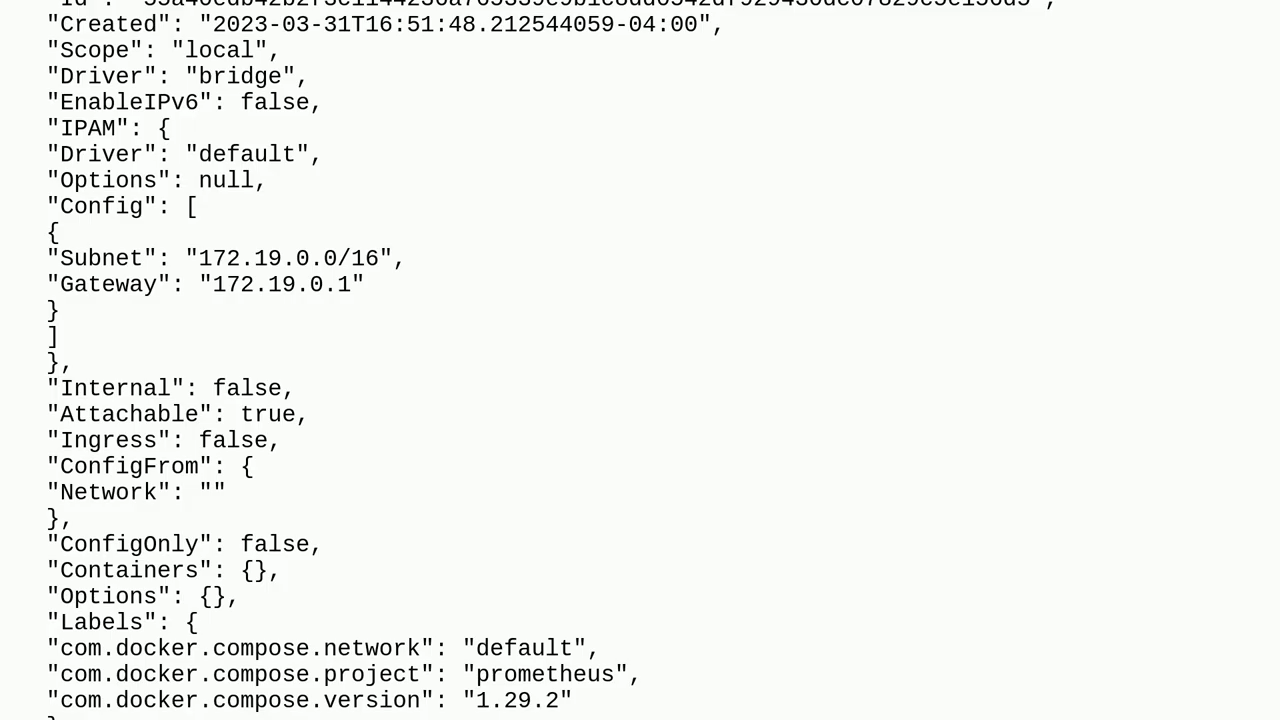 "Created": "2023-03-31T16:51:48.212544059-04:00",
"Scope": "local",
"Driver": "bridge",
"EnableIPv6": false,
"IPAM": {
"Driver": "default",
"Options": null,
"Config": [
{
"Subnet": "172.19.0.0/16",
"Gateway": "172.19.0.1"
}
]
},
"Internal": false,
"Attachable": true,
"Ingress": false,
"ConfigFrom": {
"Network": ""
},
"ConfigOnly": false,
"Containers": {},
"Options": {},
"Labels": {
"com.docker.compose.network": "default",
"com.docker.compose.project": "prometheus",
"com.docker.compose.version": "1.29.2"